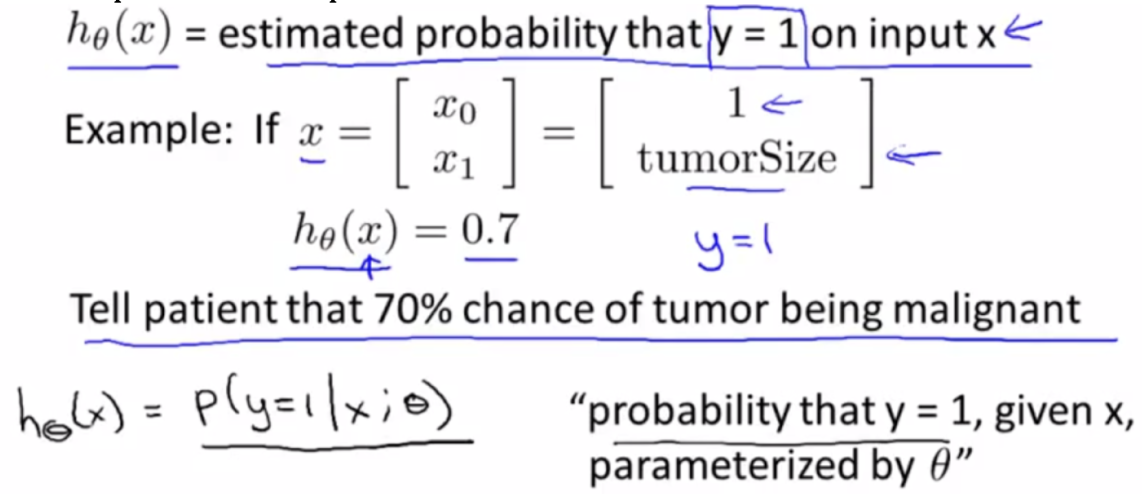 hθ(x) = estimated probability that y = 1 on input x
Example: If x = [ x0 x1 ] = [ 1 tumorSize ]
hθ(x) = 0.7 y=1
Tell patient that 70% chance of tumor being malignant
hθ(x) = P(y=1|x;θ)
“probability that y = 1, given x,
parameterized by θ”